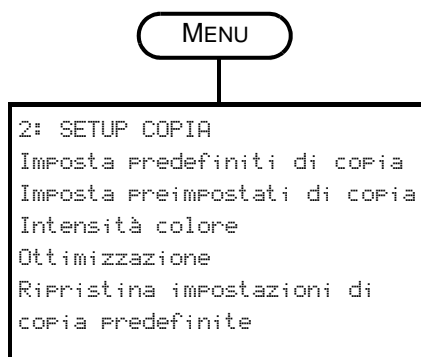 MENU
2: SETUP COPIA
Imposta predefiniti di copia
Imposta preimpostati di copia
Intensità colore
Ottimizzazione
Ripristina impostazioni di
copia predefinite